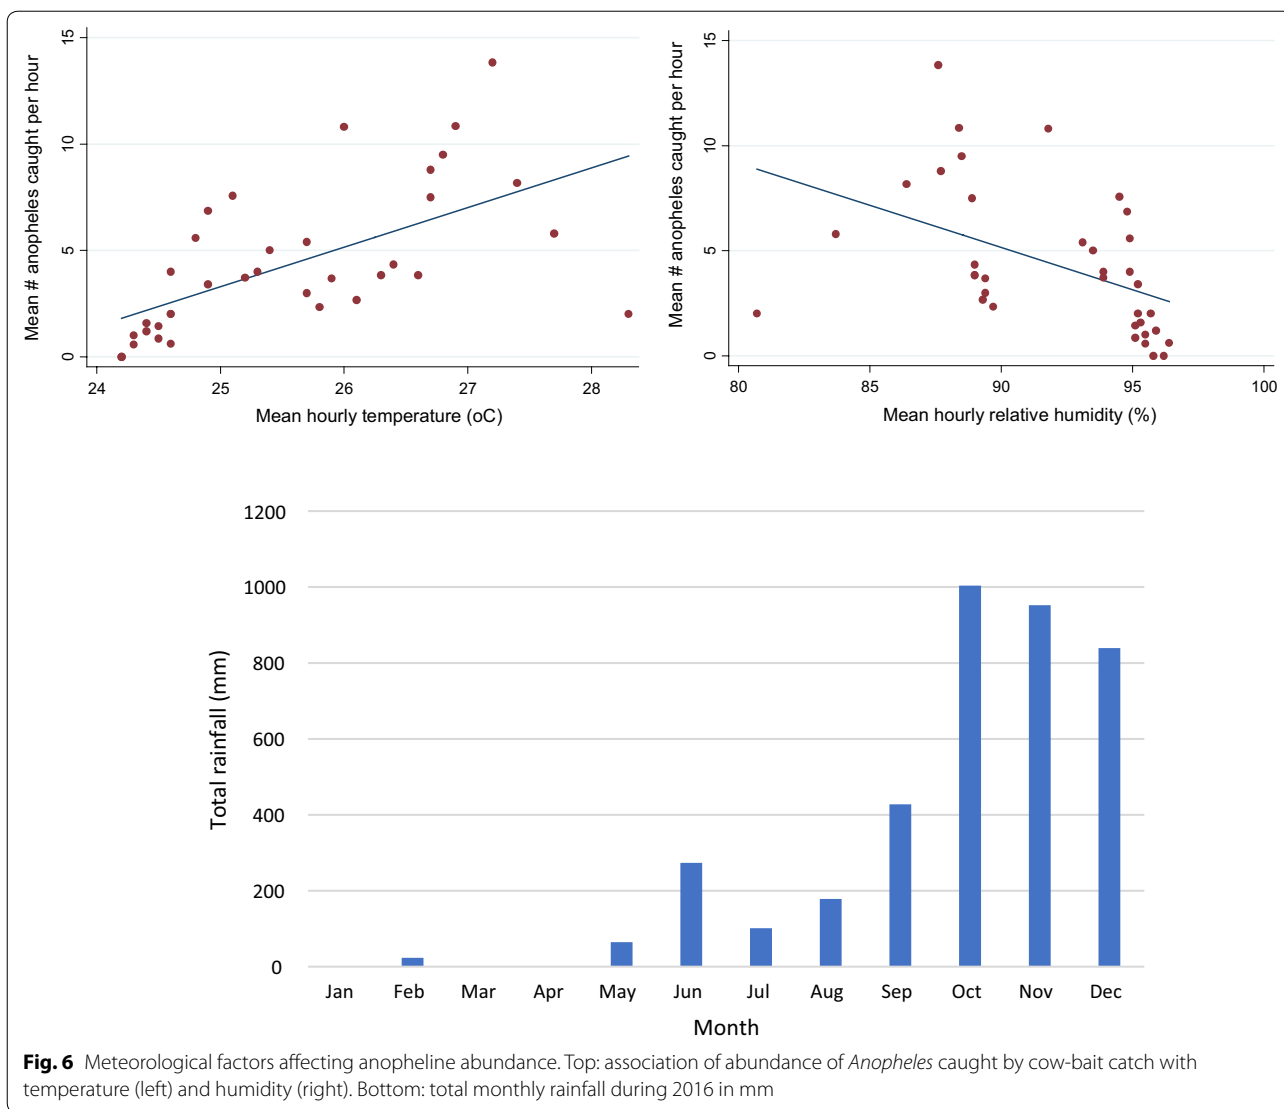 Mean # anopheles caught per hour
15
10
5
0
24
25
26
27
28
Mean hourly temperature (oC)
Mean # anopheles caught per hour
15
10
5
0
80
85
90
95
100
Mean hourly relative humidity (%)
Total rainfall (mm)
1200
1000
800
600
400
200
0
Jan Feb Mar Apr May Jun Jul Aug Sep Oct Nov Dec
Month
Fig. 6 Meteorological factors affecting anopheline abundance. Top: association of abundance of Anopheles caught by cow-bait catch with
temperature (left) and humidity (right). Bottom: total monthly rainfall during 2016 in mm